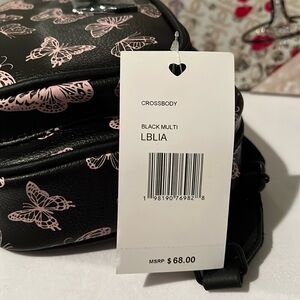 CROSSBODY
BLACK MULTI
LBLIA
1 98190 76982 8
MSRP $ 68.00